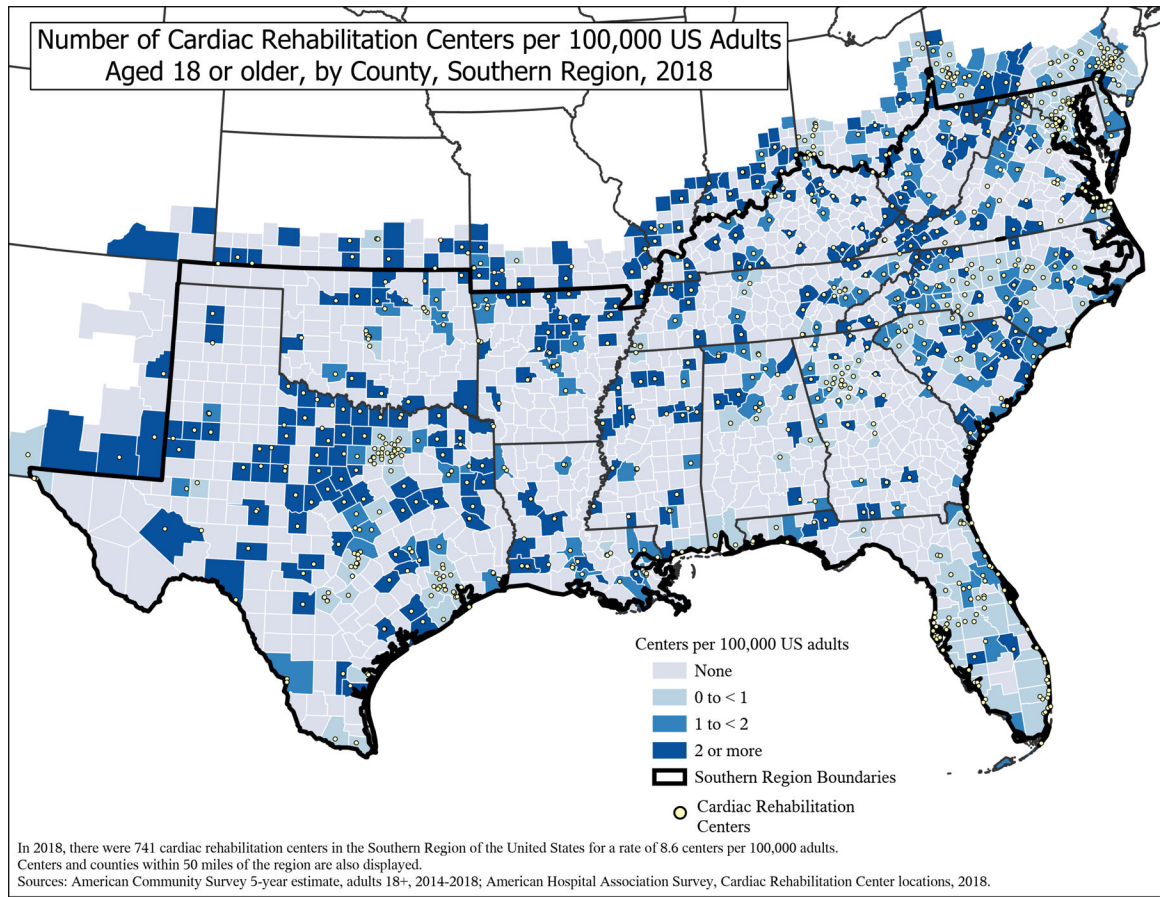 Number of Cardiac Rehabilitation Centers per 100,000 US Adults
Aged 18 or older, by County, Southern Region, 2018
Centers per 100,000 US adults
None
0 to < 1
1 to < 2
2 or more
Southern Region Boundaries
Cardiac Rehabilitation
Centers
In 2018, there were 741 cardiac rehabilitation centers in the Southern Region of the United States for a rate of 8.6 centers per 100,000 adults.
Centers and counties within 50 miles of the region are also displayed.
Sources: American Community Survey 5-year estimate, adults 18+, 2014-2018; American Hospital Association Survey, Cardiac Rehabilitation Center locations, 2018.